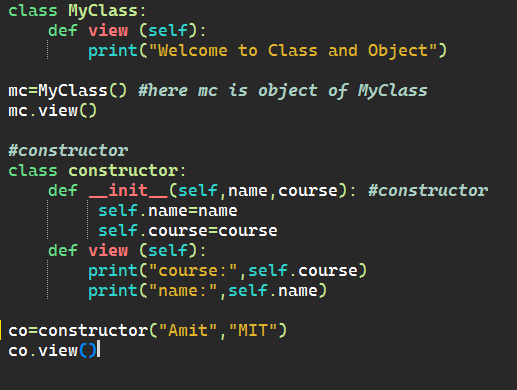 class MyClass:
    def view (self):
        print("Welcome to Class and Object")

mc=MyClass() #here mc is object of MyClass
mc.view()

#constructor
class constructor:
    def __init__(self,name,course): #constructor
         self.name=name
         self.course=course
    def view (self):
        print("course:",self.course)
        print("name:",self.name)

co=constructor("Amit","MIT")
co.view()